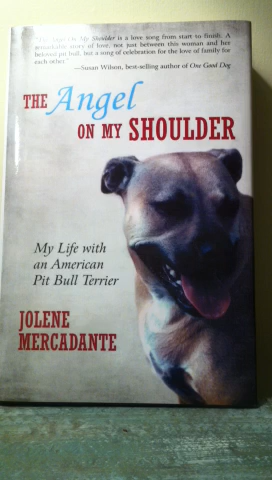 On My Shoulder is a love song from start to finish. A
remarkable story of love, not just between this woman and her
beloved pit bull, but a song of celebration for the love of family for
each other."
—Susan Wilson, best-selling author of One Good Dog
THE Angel
ON MY SHOULDER
My Life with
an American
Pit Bull Terrier
JOLENE
MERCADANTE